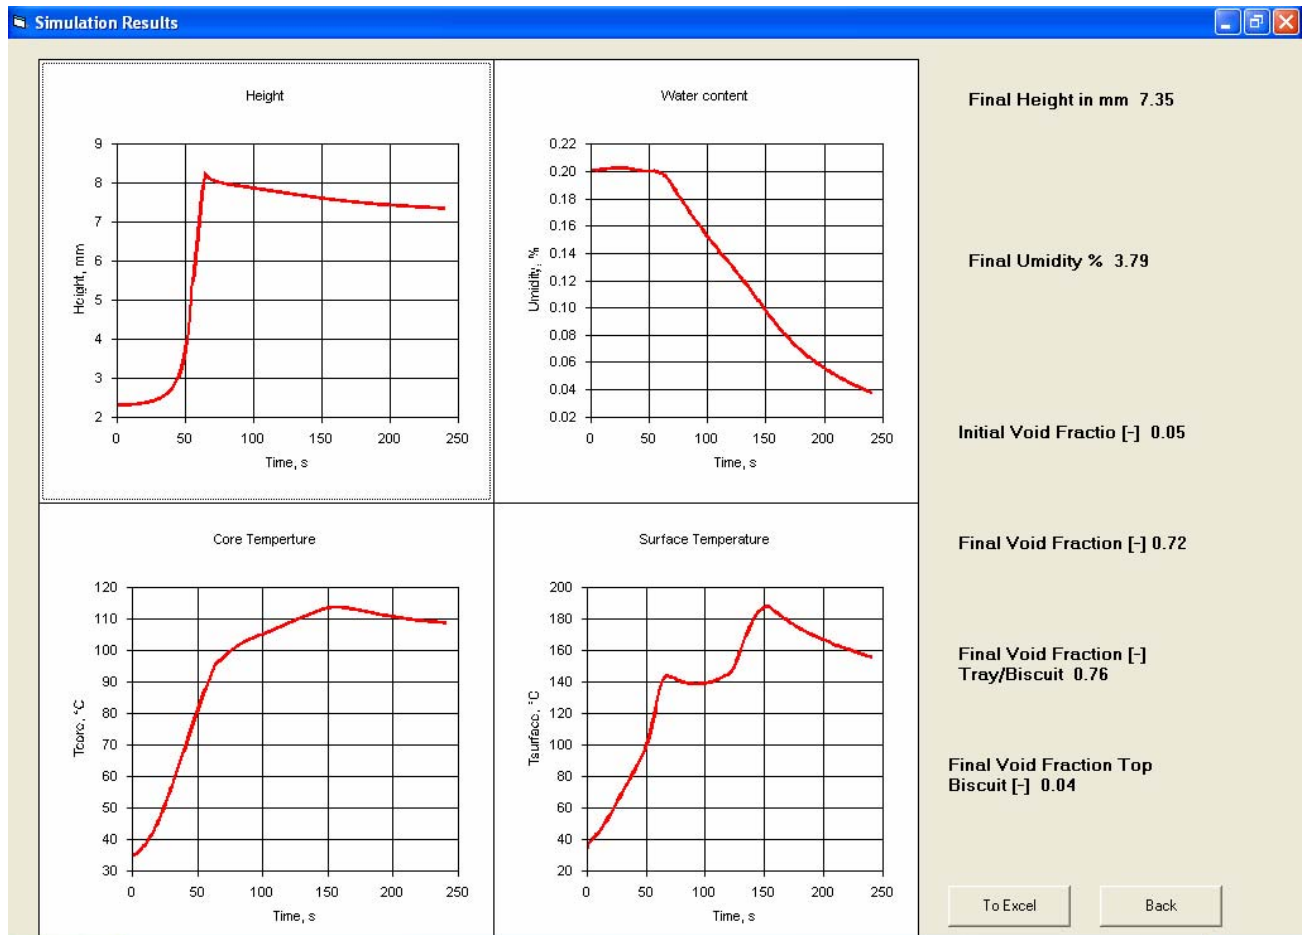 Simulation Results
Height
9
8
7
6
5
4
3
2
Height, mm
0 50 100 150 200 250
Time, s
Water content
0.22
0.20
0.18
0.16
0.14
0.12
0.10
0.08
0.06
0.04
0.02
Umidity, %
0 50 100 150 200 250
Time, s
Final Height in mm 7.35
Final Umidity % 3.79
Initial Void Fractio [-] 0.05
Core Temperture
120
110
100
90
80
70
60
50
40
30
Tcore, °C
0 50 100 150 200 250
Time, s
Surface Temperature
200
180
160
140
120
100
80
60
40
20
Tsurface, °C
0 50 100 150 200 250
Time, s
Final Void Fraction [-] 0.72
Final Void Fraction [-]
Tray/Biscuit 0.76
Final Void Fraction Top
Biscuit [-] 0.04
To Excel
Back